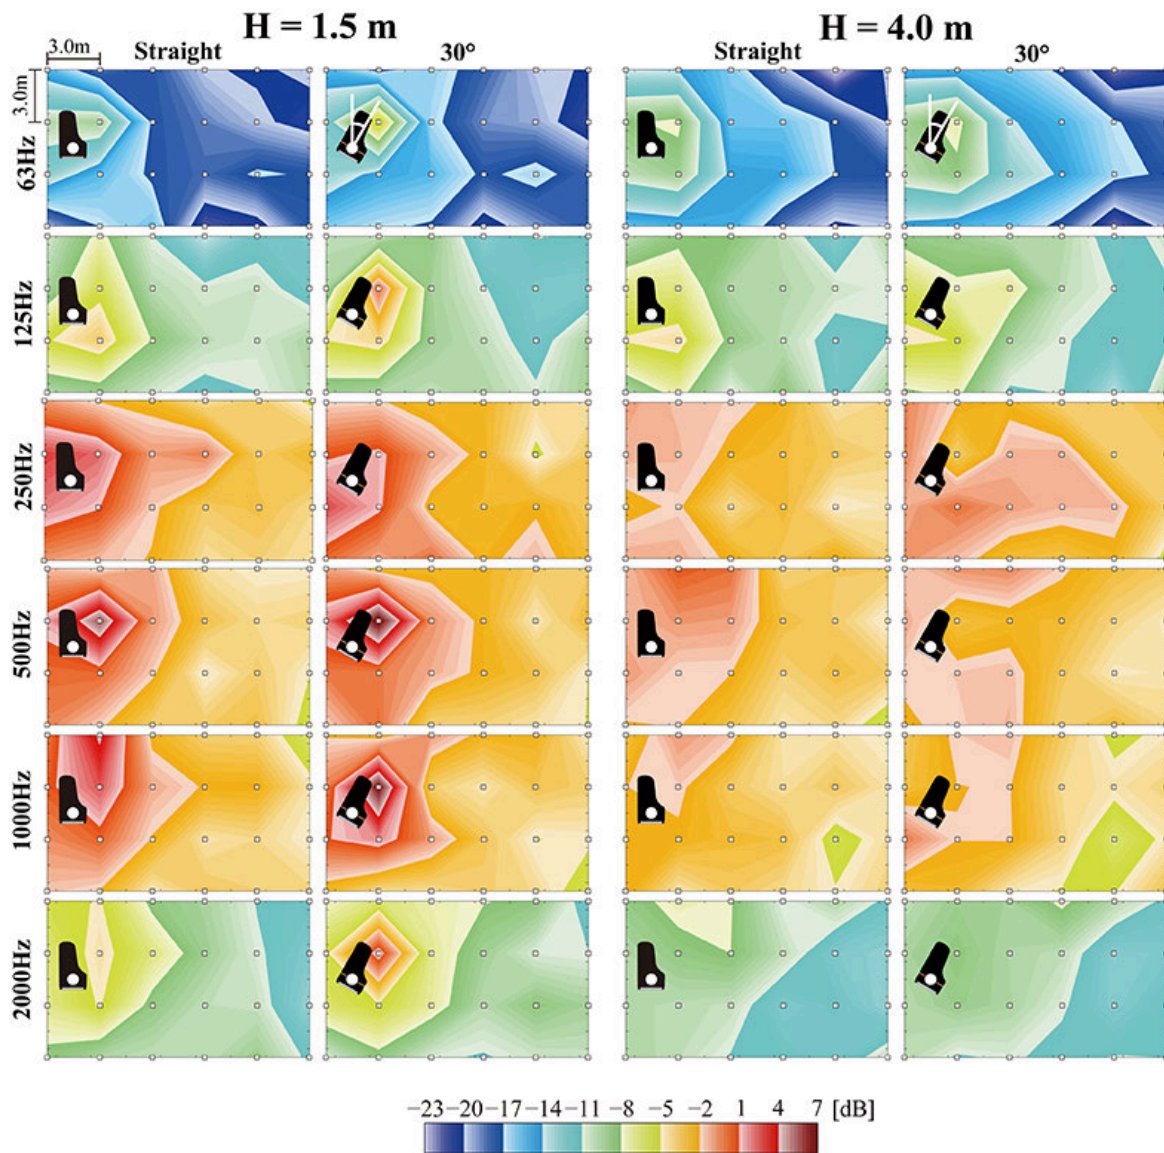 H = 1.5 m H = 4.0 m
Straight 30° Straight 30°
3.0m
3.0m
63Hz
125Hz
250Hz
500Hz
1000Hz
2000Hz
−23 −20 −17 −14 −11 −8 −5 −2 1 4 7 [dB]